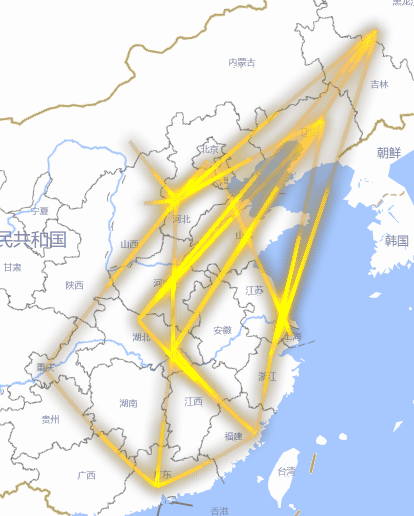 黑龙江
内蒙古
吉林
北京
朝鲜
宁夏
河北
民共和国
山西
韩国
甘肃
陕西
江苏
湖北
安徽
上海
重庆
浙江
湖南
江西
贵州
福建
台湾
广西
广东
香港